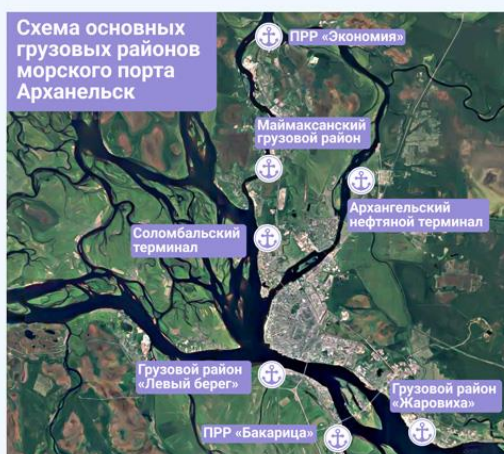 Схема основных
грузовых районов
морского порта
Арханельск
ПРР «Экономия»
Маймаксанский
грузовой район
Архангельский
нефтяной терминал
Соломбальский
терминал
Грузовой район
«Левый берег»
Грузовой район
«Жаровиха»
ПРР «Бакарица»